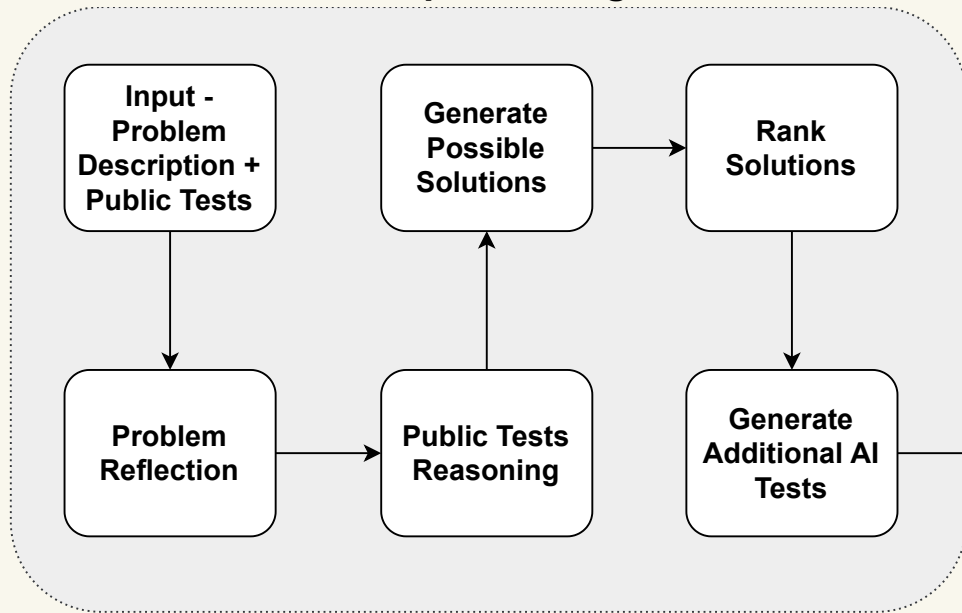 Input -
Problem
Description +
Public Tests
Problem
Reflection
Public Tests
Reasoning
Generate
Possible
Solutions
Rank
Solutions
Generate
Additional AI
Tests